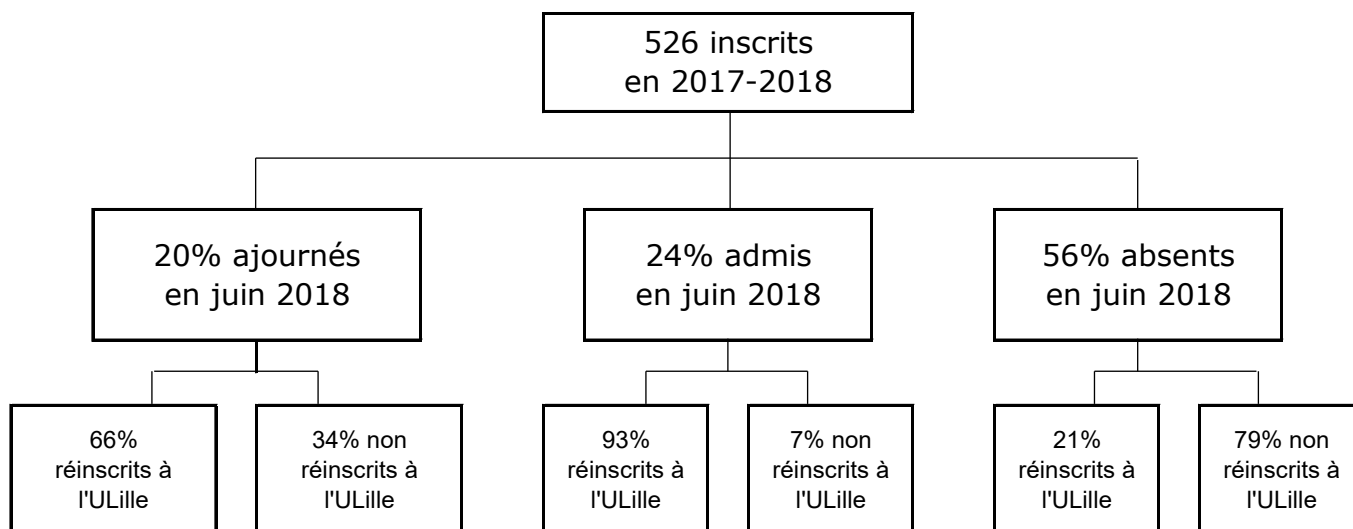 526 inscrits
en 2017-2018
20% ajournés
en juin 2018
24% admis
en juin 2018
56% absents
en juin 2018
66%
réinscrits à
l'ULille
34% non
réinscrits à
l'ULille
93%
réinscrits à
l'ULille
7% non
réinscrits à
l'ULille
21%
réinscrits à
l'ULille
79% non
réinscrits à
l'ULille